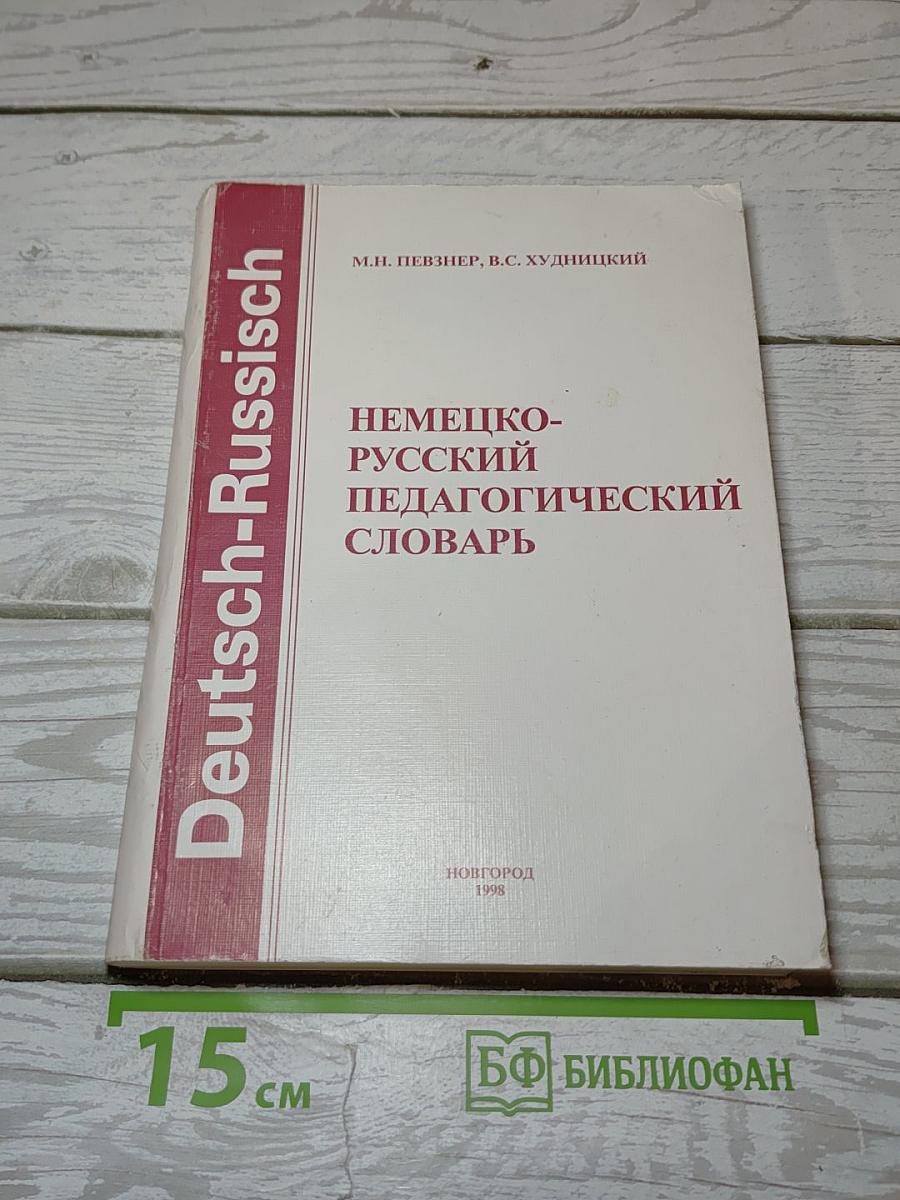 М.Н. ПЕВЗНЕР, В.С. ХУДНИЦКИЙ
Deutsch-Russisch
НЕМЕЦКО-
РУССКИЙ
ПЕДАГОГИЧЕСКИЙ
СЛОВАРЬ
НОВГОРОД
1998
15 см
БФ БИБЛИОФАН